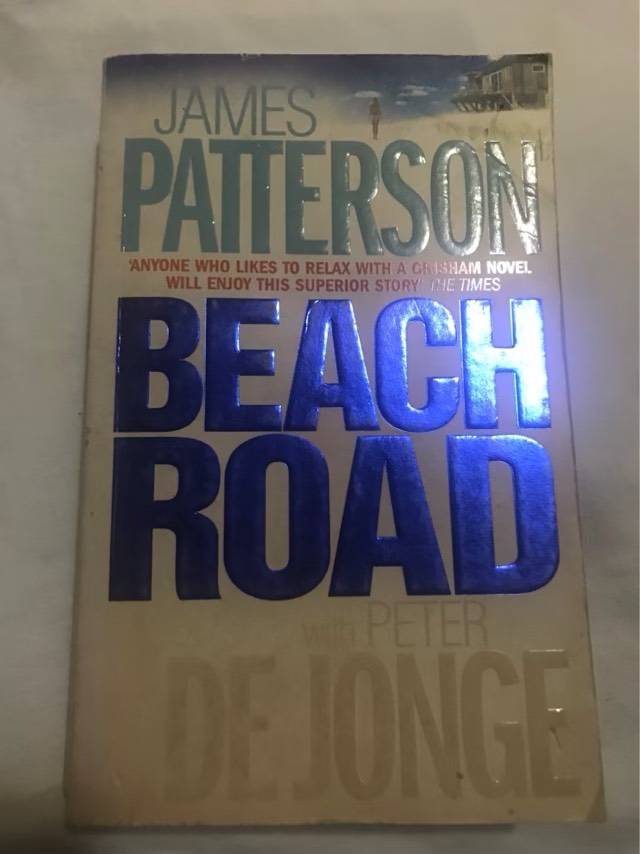 JAMES
PATTERSON
'ANYONE WHO LIKES TO RELAX WITH A GRISHAM NOVEL
WILL ENJOY THIS SUPERIOR STORY' THE TIMES
BEACH
ROAD
with PETER
DE JONGE